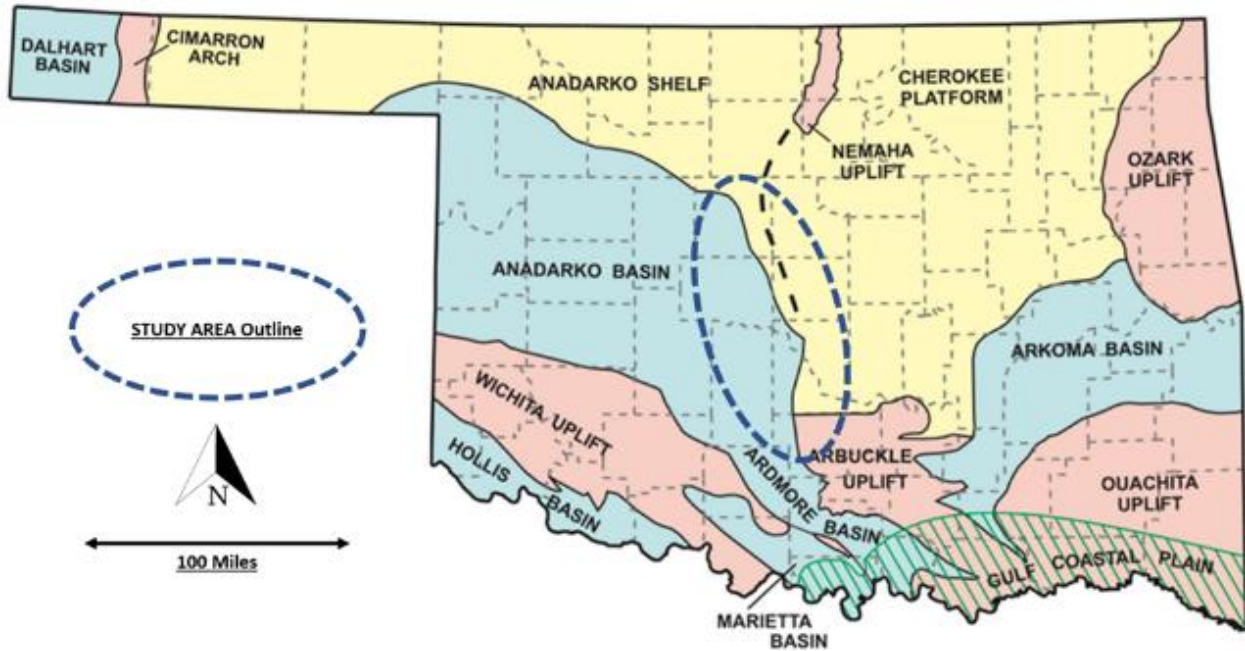 DALHART
BASIN
CIMARRON
ARCH
ANADARKO SHELF
CHEROKEE
PLATFORM
NEMAHA
UPLIFT
OZARK
UPLIFT
ANADARKO BASIN
STUDY AREA Outline
ARKOMA BASIN
WICHITA UPLIFT
HOLLIS BASIN
ARDMORE BASIN
ARBUCKLE
UPLIFT
OUACHITA
UPLIFT
N
100 Miles
GULF COASTAL PLAIN
MARIETTA
BASIN